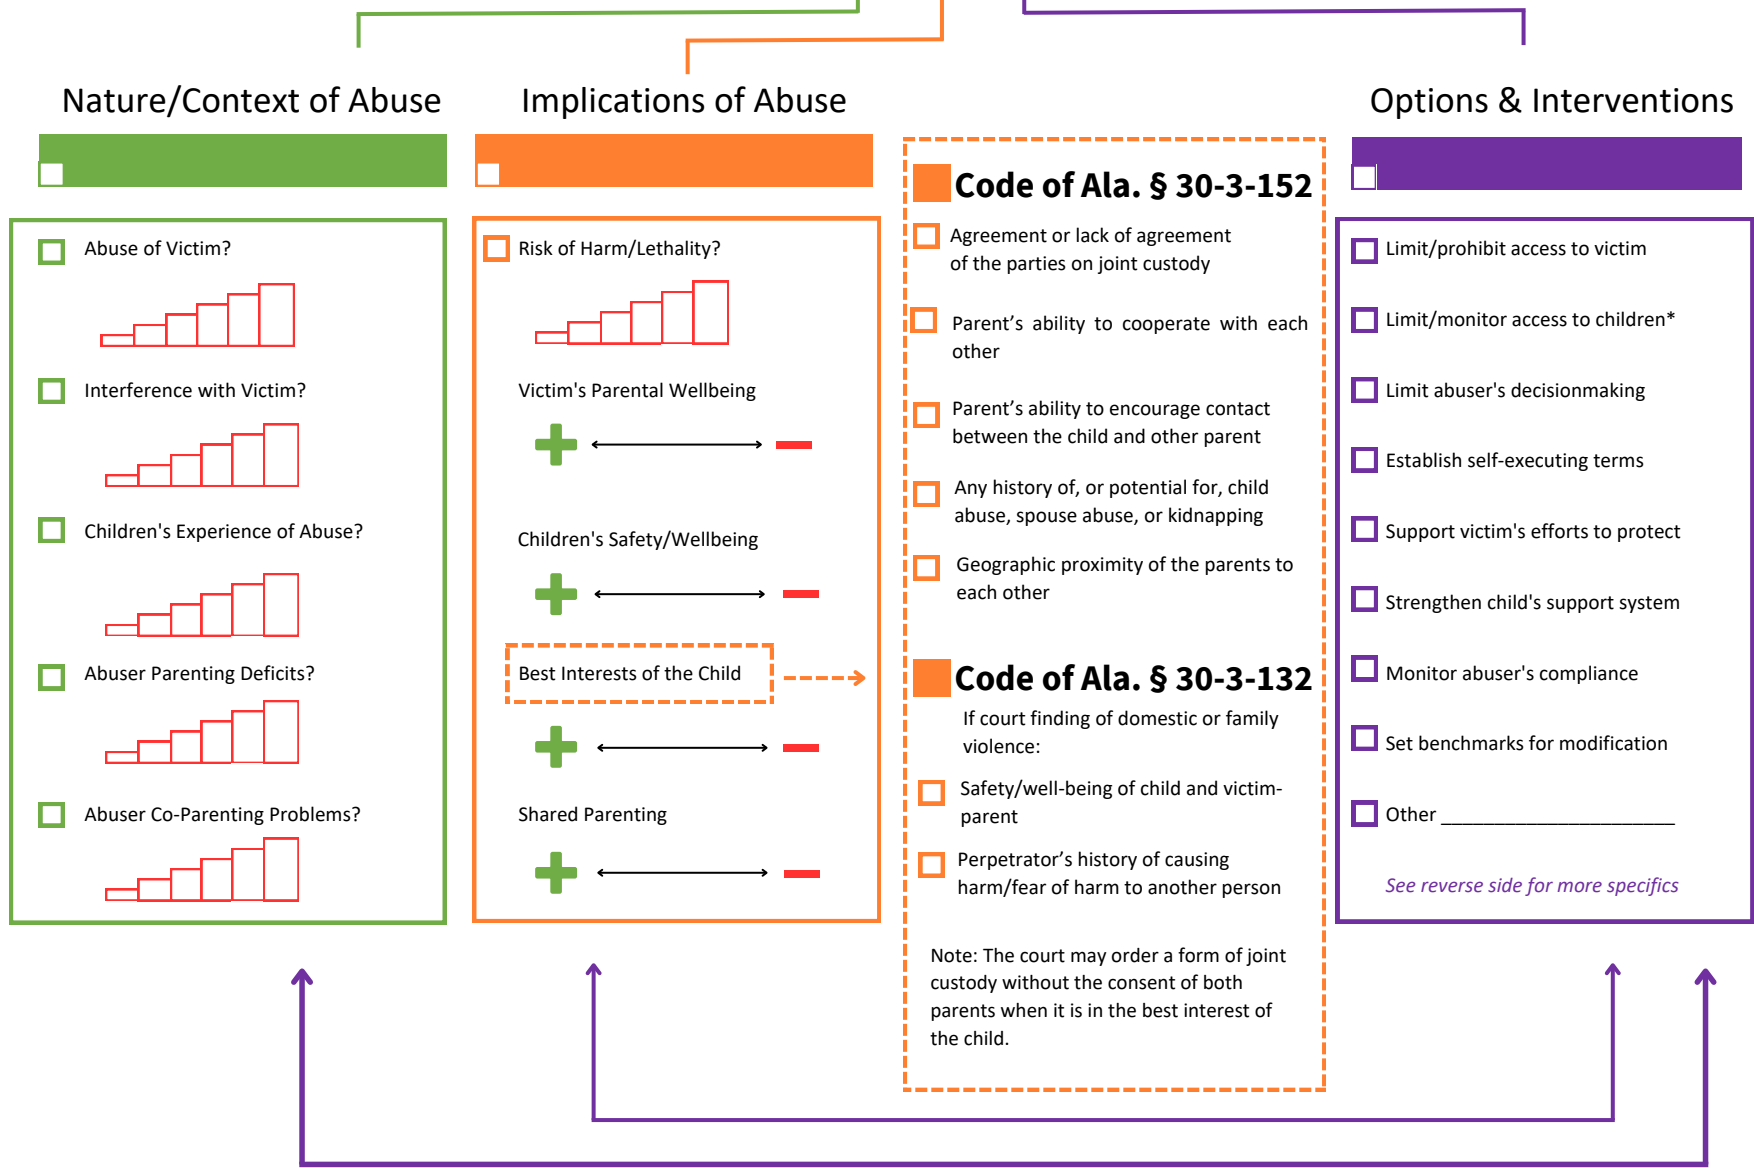 Nature/Context of Abuse
Abuse of Victim?
Interference with Victim?
Children's Experience of Abuse?
Abuser Parenting Deficits?
Abuser Co-Parenting Problems?
Implications of Abuse
Risk of Harm/Lethality?
Victim's Parental Wellbeing
Children's Safety/Wellbeing
Best Interests of the Child
Shared Parenting
Code of Ala. § 30-3-152
Agreement or lack of agreement
of the parties on joint custody
Parent’s ability to cooperate with each
other
Parent’s ability to encourage contact
between the child and other parent
Any history of, or potential for, child
abuse, spouse abuse, or kidnapping
Geographic proximity of the parents to
each other
Code of Ala. § 30-3-132
If court finding of domestic or family
violence:
Safety/well-being of child and victim-
parent
Perpetrator’s history of causing
harm/fear of harm to another person
Note: The court may order a form of joint
custody without the consent of both
parents when it is in the best interest of
the child.
Options & Interventions
Limit/prohibit access to victim
Limit/monitor access to children*
Limit abuser's decisionmaking
Establish self-executing terms
Support victim's efforts to protect
Strengthen child's support system
Monitor abuser's compliance
Set benchmarks for modification
Other ______________________
See reverse side for more specifics